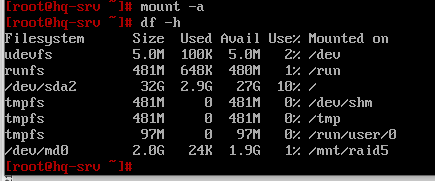 [root@hq-srv ~]# mount -a
[root@hq-srv ~]# df -h
Filesystem      Size  Used Avail Use% Mounted on
udevfs          5.0M  100K  5.0M   2% /dev
runfs           481M  648K  480M   1% /run
/dev/sda2        32G  2.9G   27G  10% /
tmpfs           481M     0  481M   0% /dev/shm
tmpfs           481M     0  481M   0% /tmp
tmpfs            97M     0   97M   0% /run/user/0
/dev/md0        2.0G   24K  1.9G   1% /mnt/raid5
[root@hq-srv ~]#